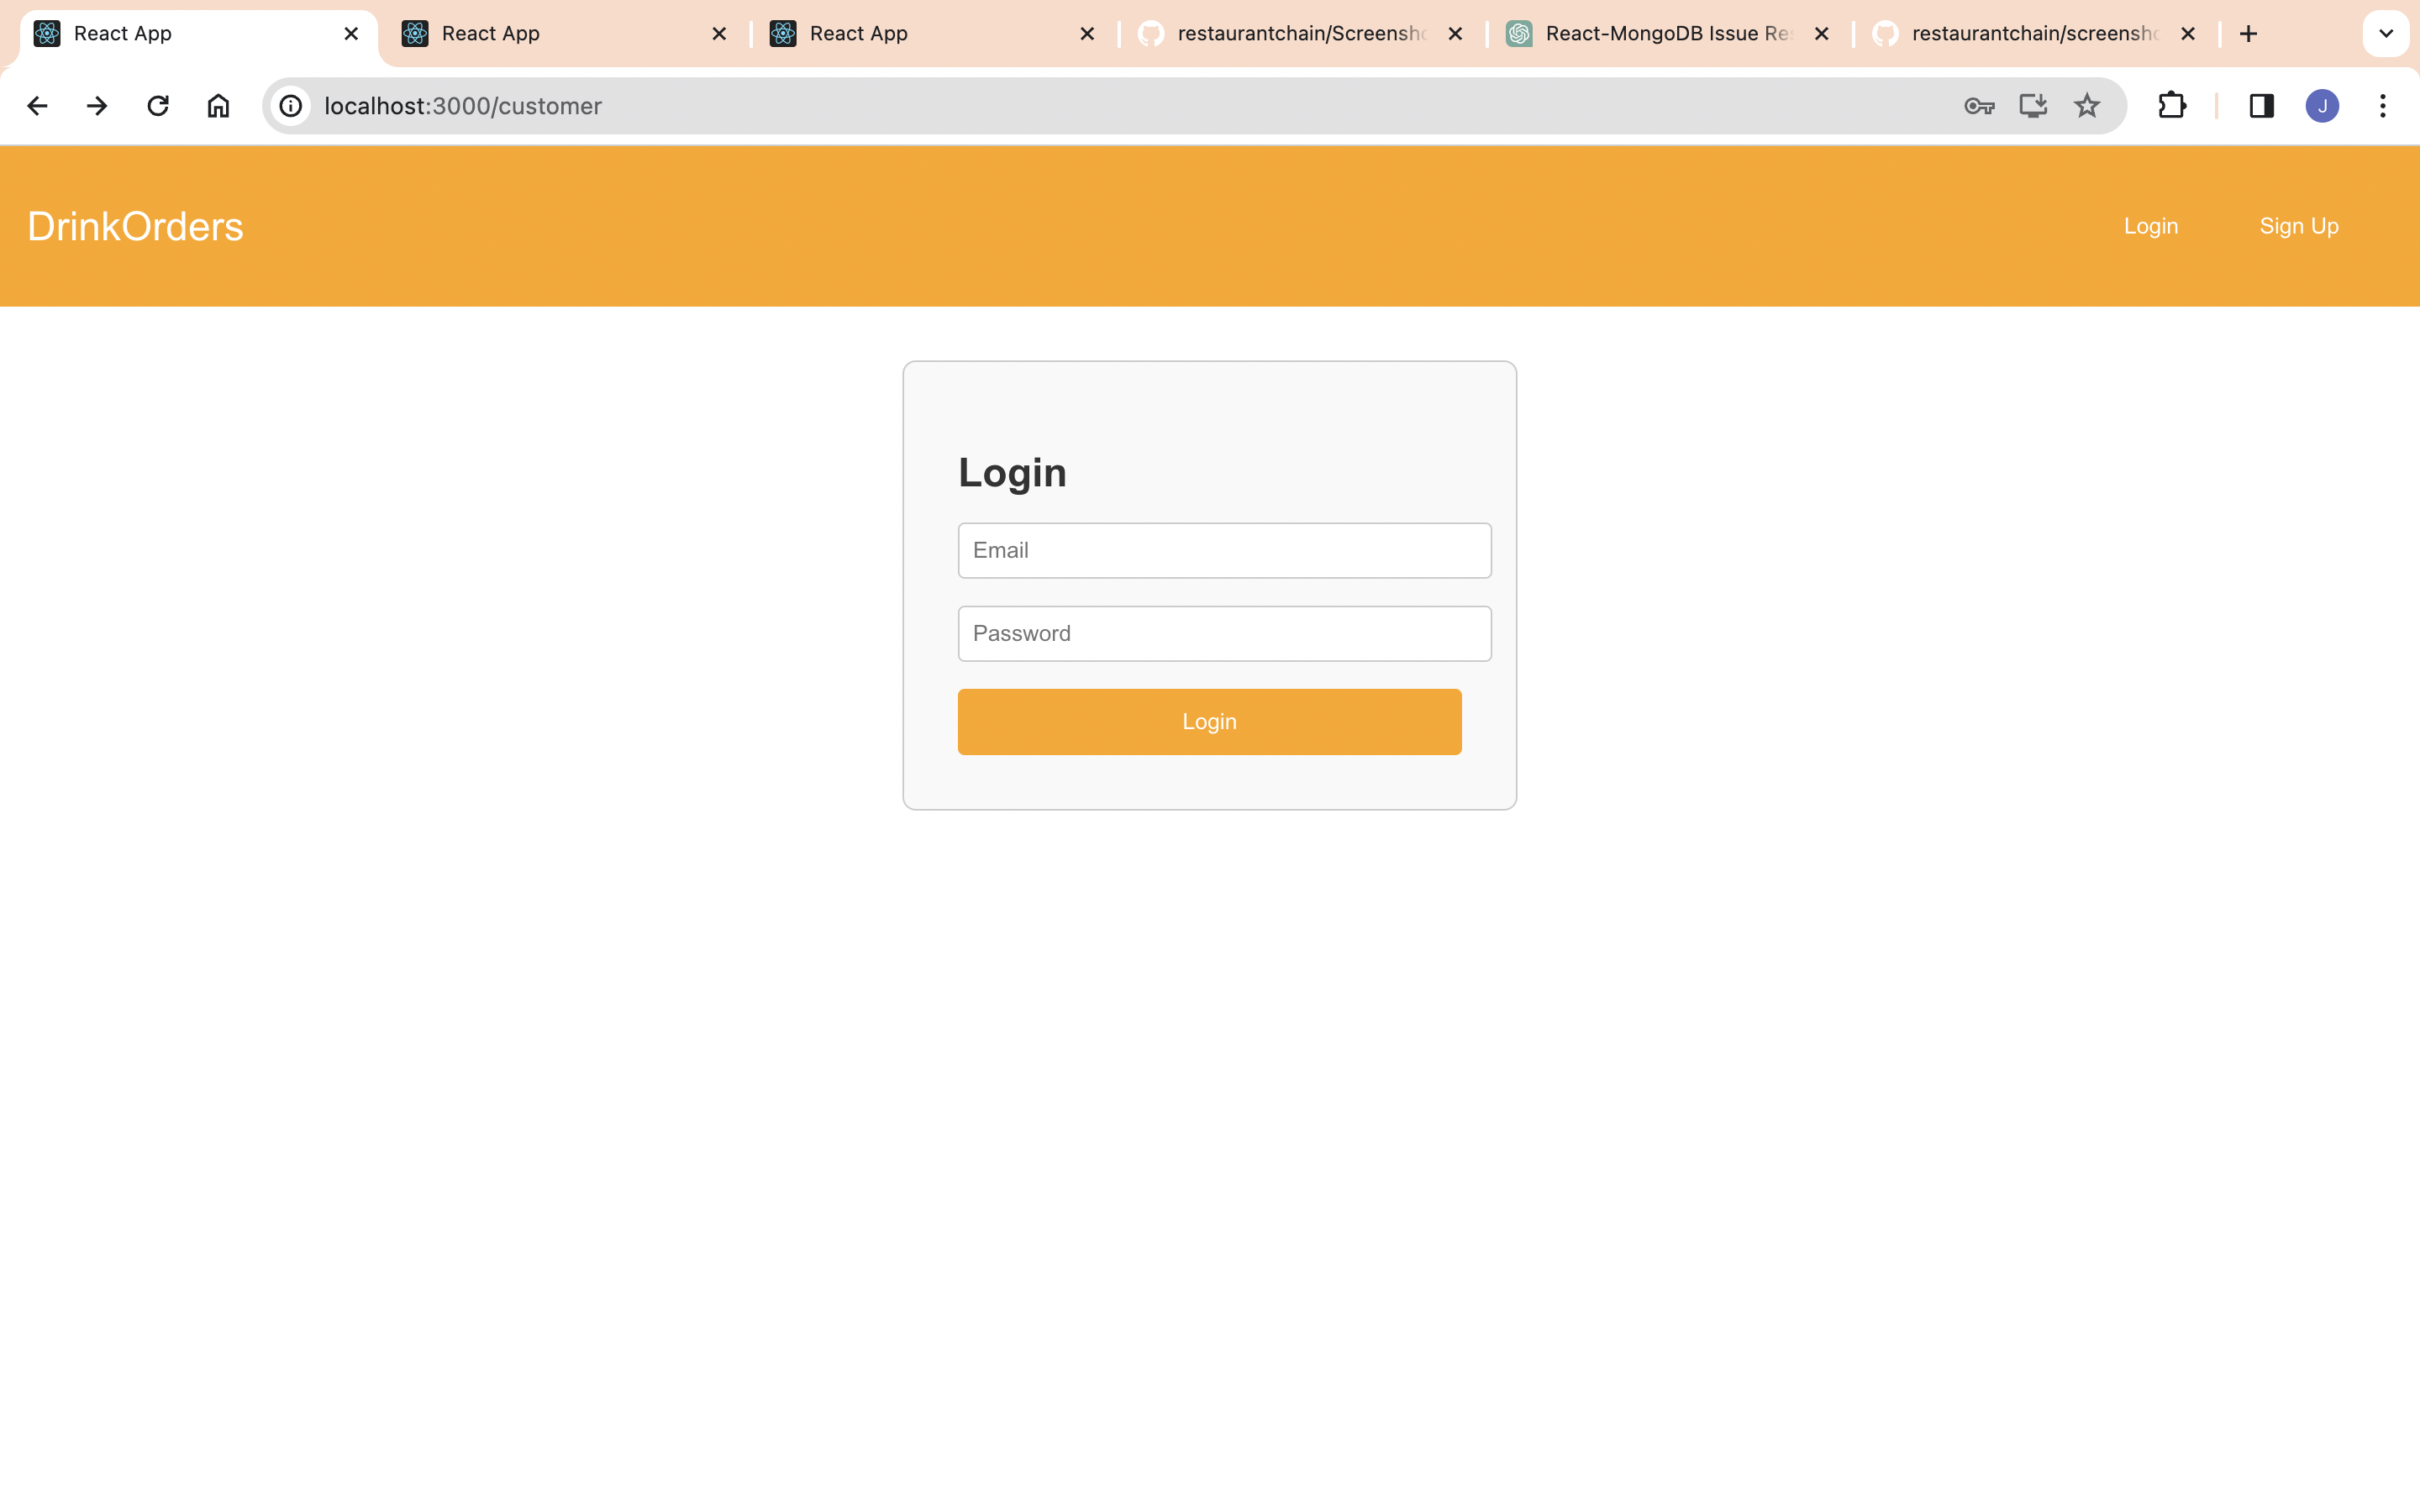 React App
React App
React App
restaurantchain/Screensh
React-MongoDB Issue Re
restaurantchain/screensh
localhost:3000/customer
J
DrinkOrders
Login
Sign Up
Login
Email
Password
Login